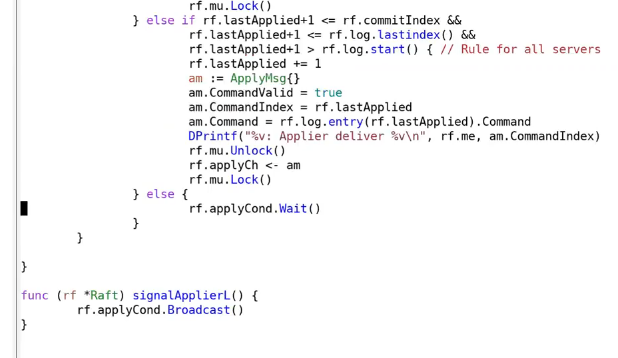 rf.mu.Lock()
} else if rf.lastApplied+1 <= rf.commitIndex &&
rf.lastApplied+1 <= rf.log.lastindex() &&
rf.lastApplied+1 > rf.log.start() { // Rule for all servers
rf.lastApplied += 1
am := ApplyMsg{}
am.CommandValid = true
am.CommandIndex = rf.lastApplied
am.Command = rf.log.entry(rf.lastApplied).Command
DPrintf("%v: Applier deliver %v\n", rf.me, am.CommandIndex)
rf.mu.Unlock()
rf.applyCh <- am
rf.mu.Lock()
} else {
rf.applyCond.Wait()
}
}
}
func (rf *Raft) signalApplierL() {
rf.applyCond.Broadcast()
}